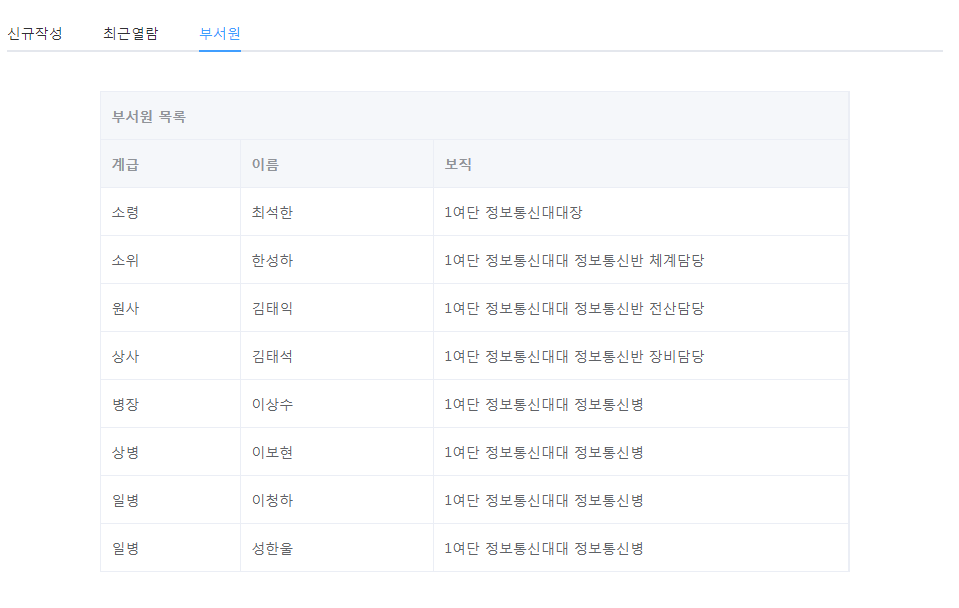 신규작성 최근열람 부서원
부서원 목록
계급 이름 보직
소령 최석한 1여단 정보통신대대장
소위 한성하 1여단 정보통신대대 정보통신반 체계담당
원사 김태익 1여단 정보통신대대 정보통신반 전산담당
상사 김태석 1여단 정보통신대대 정보통신반 장비담당
병장 이상수 1여단 정보통신대대 정보통신병
상병 이보현 1여단 정보통신대대 정보통신병
일병 이청하 1여단 정보통신대대 정보통신병
일병 성한울 1여단 정보통신대대 정보통신병